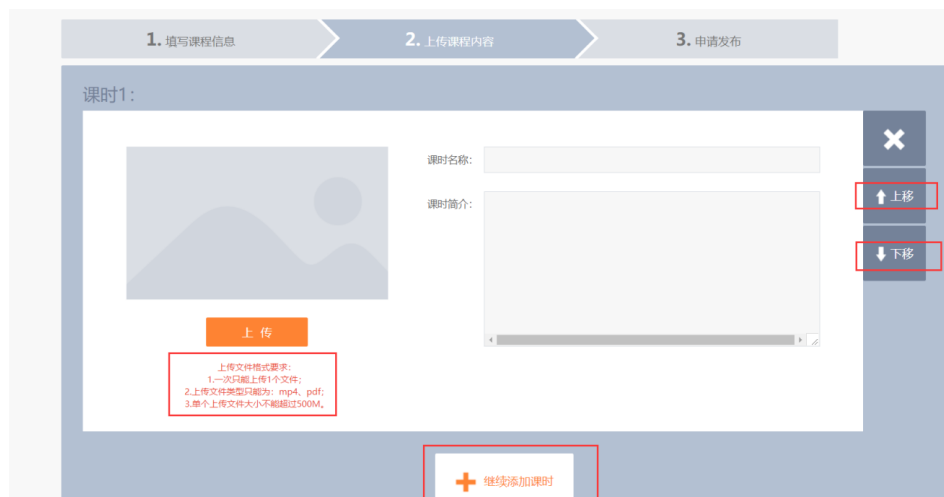 1. 填写课程信息
2. 上传课程内容
3. 申请发布
课时1:
课时名称:
上移
课时简介:
下移
上 传
上传文件格式要求:
1.一次只能上传1个文件;
2.上传文件类型只能为: mp4、pdf;
3.单个上传文件大小不能超过500M。
继续添加课时